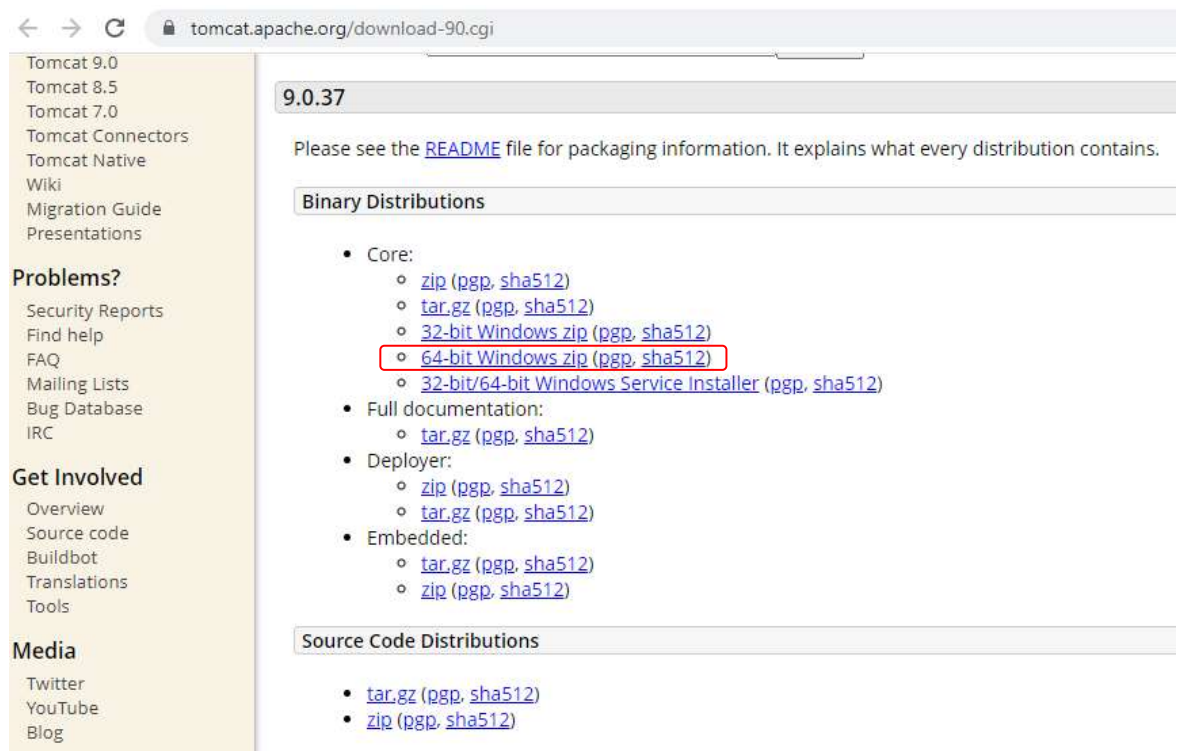 tomcat.apache.org/download-90.cgi
Tomcat 9.0
Tomcat 8.5
Tomcat 7.0
Tomcat Connectors
Tomcat Native
Wiki
Migration Guide
Presentations
Problems?
Security Reports
Find help
FAQ
Mailing Lists
Bug Database
IRC
Get Involved
Overview
Source code
Buildbot
Translations
Tools
Media
Twitter
YouTube
Blog
9.0.37
Please see the README file for packaging information. It explains what every distribution contains.
Binary Distributions
• Core:
zip (pgp, sha512)
tar.gz (pgp, sha512)
32-bit Windows zip (pgp, sha512)
64-bit Windows zip (pgp, sha512)
32-bit/64-bit Windows Service Installer (pgp, sha512)
• Full documentation:
tar.gz (pgp, sha512)
• Deployer:
zip (pgp, sha512)
tar.gz (pgp, sha512)
• Embedded:
tar.gz (pgp, sha512)
zip (pgp, sha512)
Source Code Distributions
• tar.gz (pgp, sha512)
• zip (pgp, sha512)